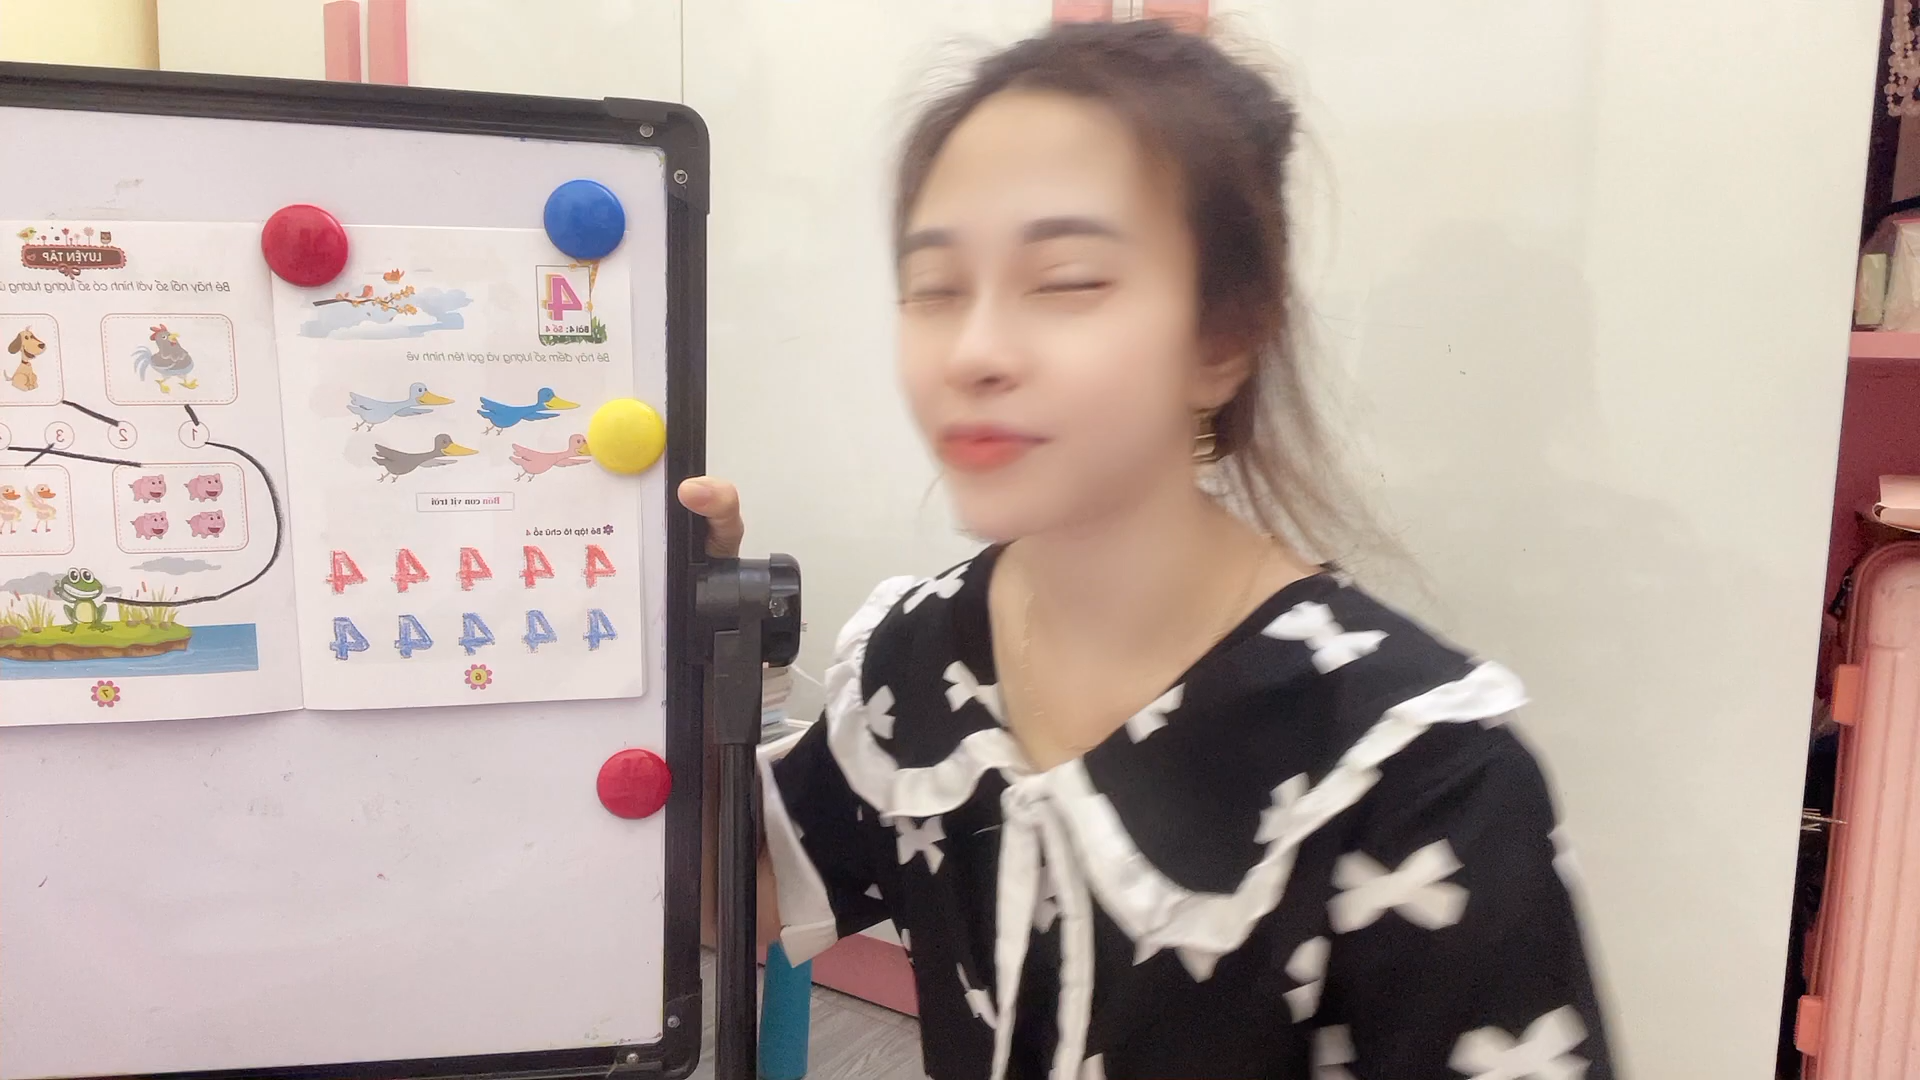 LUYỆN TẬP
Bé hãy nối số với hình có số lượng tương ứ
1
2
3
7
4
Bài 4: Số 4
Bé hãy đếm số lượng và gọi tên hình vẽ
Bốn con vịt trời
Bé tập tô chữ số 4
4 4 4 4 4
4 4 4 4 4
6